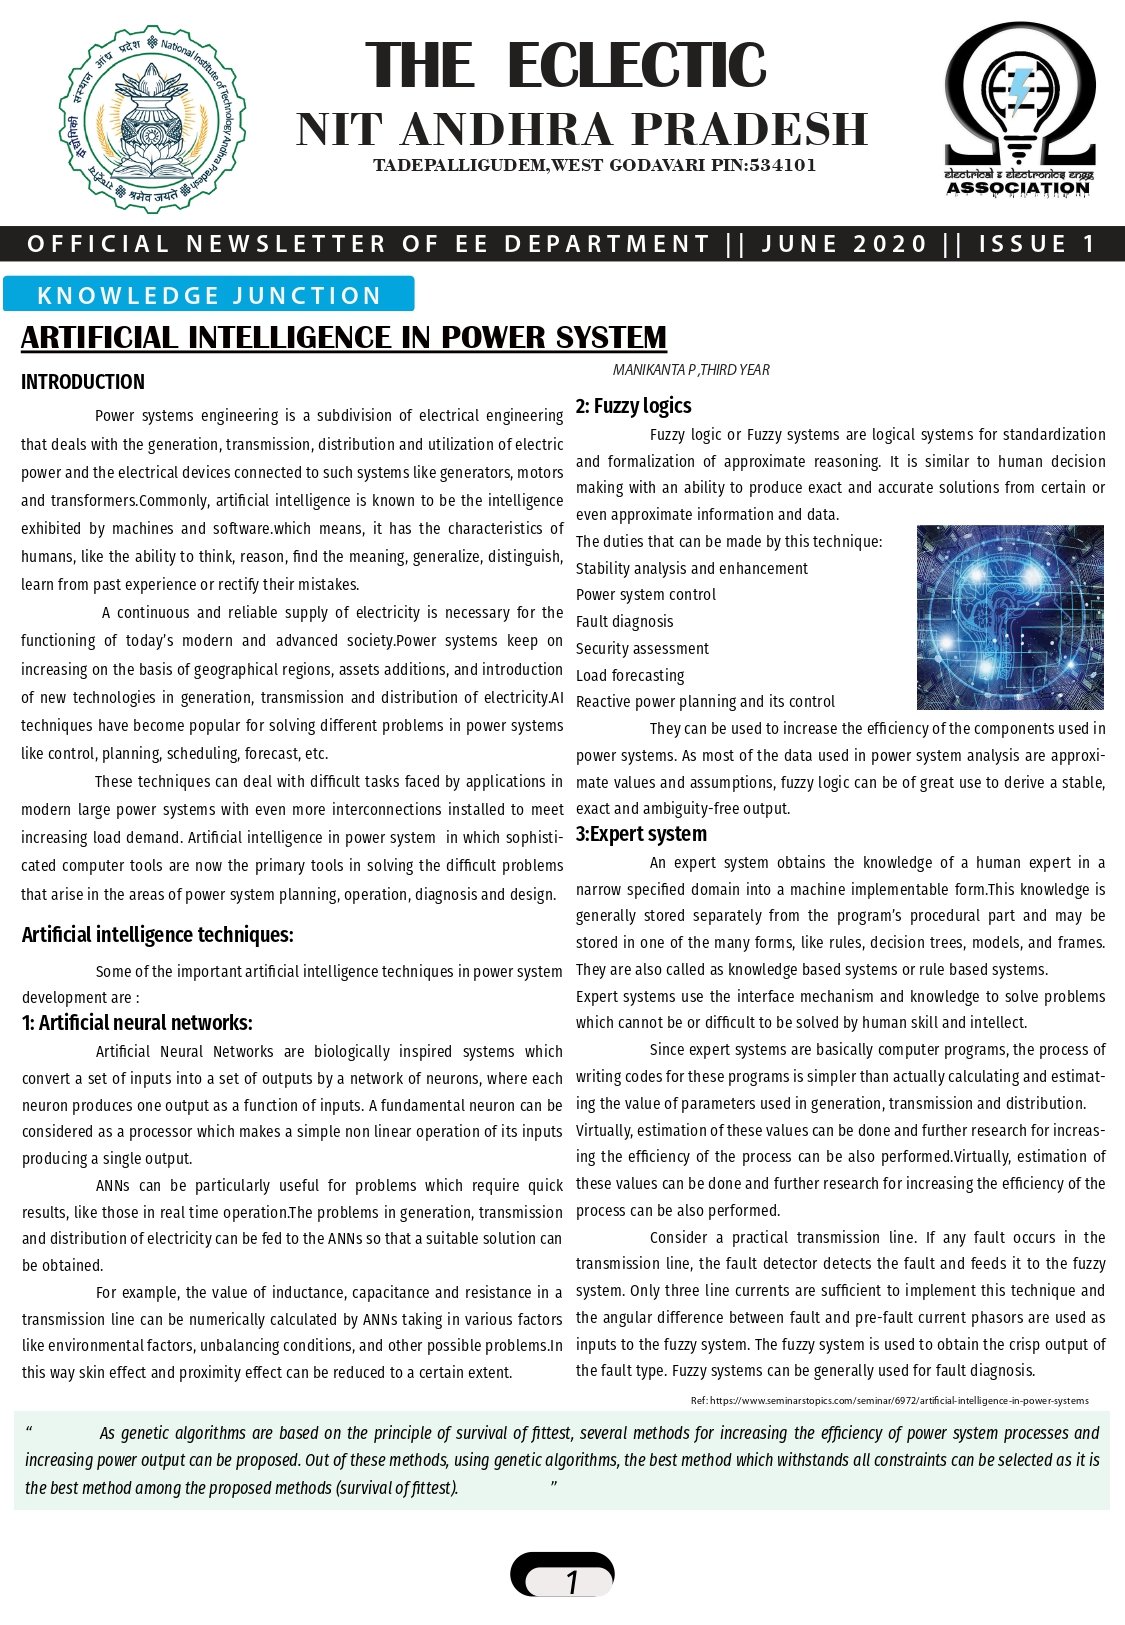 राष्ट्रीय प्रौद्योगिकी संस्थान आंध्र प्रदेश
National Institute of Technology Andhra Pradesh
श्रमेव जयते
THE ECLECTIC
NIT ANDHRA PRADESH
TADEPALLIGUDEM,WEST GODAVARI PIN:534101
electrical & electronics engg
ASSOCIATION
OFFICIAL NEWSLETTER OF EE DEPARTMENT || JUNE 2020 || ISSUE 1
KNOWLEDGE JUNCTION
ARTIFICIAL INTELLIGENCE IN POWER SYSTEM
MANIKANTA P ,THIRD YEAR
INTRODUCTION
Power systems engineering is a subdivision of electrical engineering
that deals with the generation, transmission, distribution and utilization of electric
power and the electrical devices connected to such systems like generators, motors
and transformers.Commonly, artificial intelligence is known to be the intelligence
exhibited by machines and software.which means, it has the characteristics of
humans, like the ability to think, reason, find the meaning, generalize, distinguish,
learn from past experience or rectify their mistakes.
A continuous and reliable supply of electricity is necessary for the
functioning of today’s modern and advanced society.Power systems keep on
increasing on the basis of geographical regions, assets additions, and introduction
of new technologies in generation, transmission and distribution of electricity.AI
techniques have become popular for solving different problems in power systems
like control, planning, scheduling, forecast, etc.
These techniques can deal with difficult tasks faced by applications in
modern large power systems with even more interconnections installed to meet
increasing load demand. Artificial intelligence in power system in which sophisti-
cated computer tools are now the primary tools in solving the difficult problems
that arise in the areas of power system planning, operation, diagnosis and design.
Artificial intelligence techniques:
Some of the important artificial intelligence techniques in power system
development are :
1: Artificial neural networks:
Artificial Neural Networks are biologically inspired systems which
convert a set of inputs into a set of outputs by a network of neurons, where each
neuron produces one output as a function of inputs. A fundamental neuron can be
considered as a processor which makes a simple non linear operation of its inputs
producing a single output.
ANNs can be particularly useful for problems which require quick
results, like those in real time operation.The problems in generation, transmission
and distribution of electricity can be fed to the ANNs so that a suitable solution can
be obtained.
For example, the value of inductance, capacitance and resistance in a
transmission line can be numerically calculated by ANNs taking in various factors
like environmental factors, unbalancing conditions, and other possible problems.In
this way skin effect and proximity effect can be reduced to a certain extent.
2: Fuzzy logics
Fuzzy logic or Fuzzy systems are logical systems for standardization
and formalization of approximate reasoning. It is similar to human decision
making with an ability to produce exact and accurate solutions from certain or
even approximate information and data.
The duties that can be made by this technique:
Stability analysis and enhancement
Power system control
Fault diagnosis
Security assessment
Load forecasting
Reactive power planning and its control
They can be used to increase the efficiency of the components used in
power systems. As most of the data used in power system analysis are approxi-
mate values and assumptions, fuzzy logic can be of great use to derive a stable,
exact and ambiguity-free output.
3:Expert system
An expert system obtains the knowledge of a human expert in a
narrow specified domain into a machine implementable form.This knowledge is
generally stored separately from the program’s procedural part and may be
stored in one of the many forms, like rules, decision trees, models, and frames.
They are also called as knowledge based systems or rule based systems.
Expert systems use the interface mechanism and knowledge to solve problems
which cannot be or difficult to be solved by human skill and intellect.
Since expert systems are basically computer programs, the process of
writing codes for these programs is simpler than actually calculating and estimat-
ing the value of parameters used in generation, transmission and distribution.
Virtually, estimation of these values can be done and further research for increas-
ing the efficiency of the process can be also performed.Virtually, estimation of
these values can be done and further research for increasing the efficiency of the
process can be also performed.
Consider a practical transmission line. If any fault occurs in the
transmission line, the fault detector detects the fault and feeds it to the fuzzy
system. Only three line currents are sufficient to implement this technique and
the angular difference between fault and pre-fault current phasors are used as
inputs to the fuzzy system. The fuzzy system is used to obtain the crisp output of
the fault type. Fuzzy systems can be generally used for fault diagnosis.
Ref: https://www.seminarstopics.com/seminar/6972/artificial-intelligence-in-power-systems
“ As genetic algorithms are based on the principle of survival of fittest, several methods for increasing the efficiency of power system processes and
increasing power output can be proposed. Out of these methods, using genetic algorithms, the best method which withstands all constraints can be selected as it is
the best method among the proposed methods (survival of fittest). ”
1